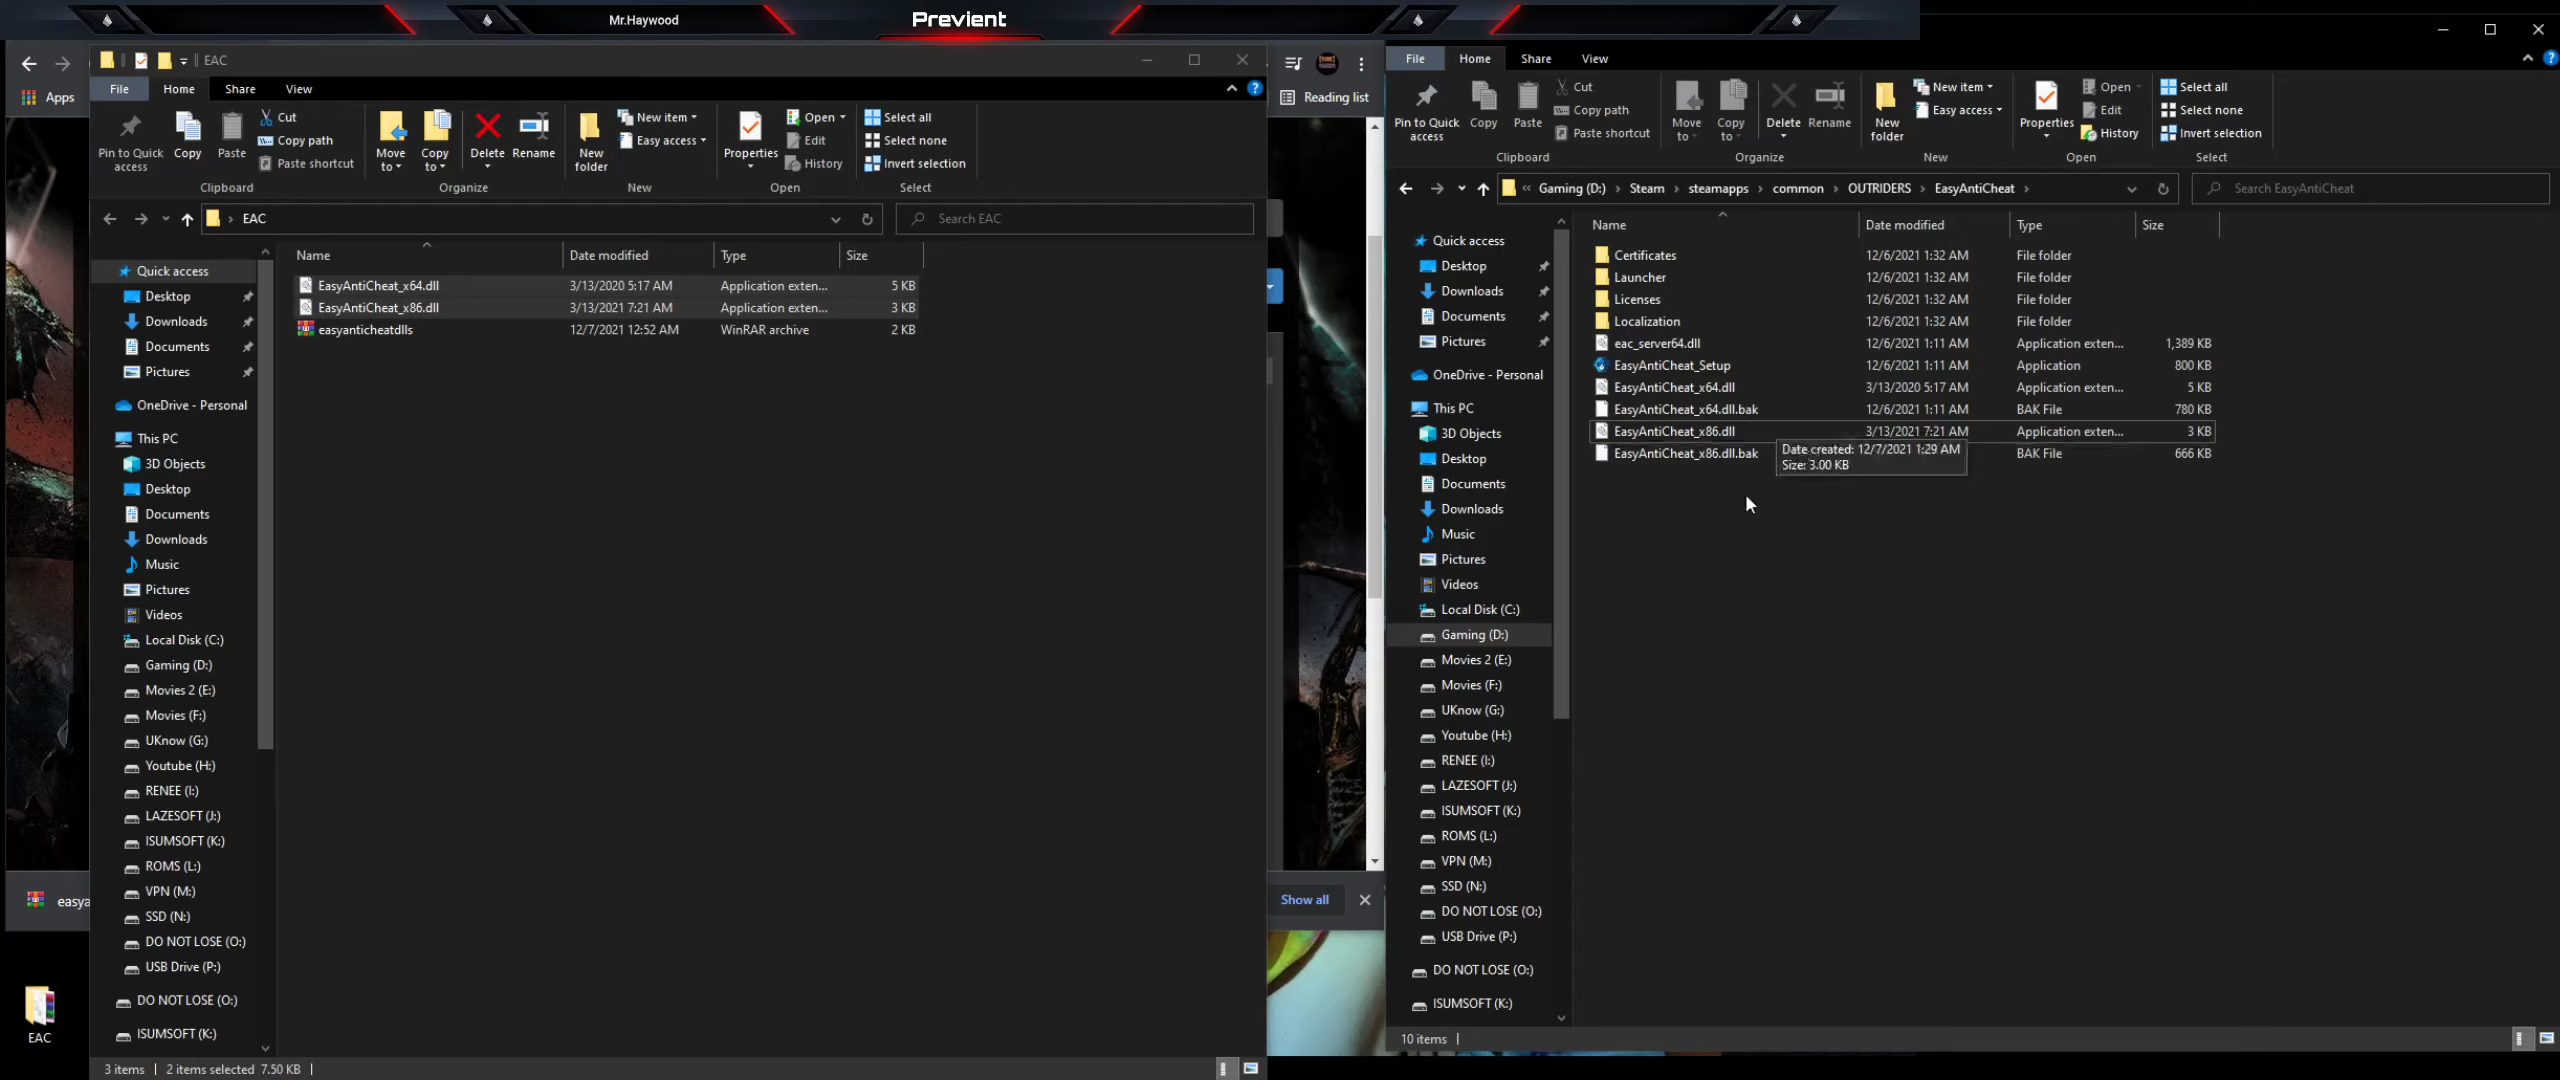 Mr.Haywood
Previent
Apps
EAC
File Home Share View
Pin to Quick access
Copy
Paste
Cut
Copy path
Paste shortcut
Clipboard
Move to
Copy to
Delete
Rename
Organize
New folder
New item
Easy access
New
Properties
Open
Edit
History
Open
Select all
Select none
Invert selection
Select
EAC
Search EAC
Name Date modified Type Size
EasyAntiCheat_x64.dll 3/13/2020 5:17 AM Application exten... 5 KB
EasyAntiCheat_x86.dll 3/13/2021 7:21 AM Application exten... 3 KB
easyanticheatdlls 12/7/2021 12:52 AM WinRAR archive 2 KB
Quick access
Desktop
Downloads
Documents
Pictures
OneDrive - Personal
This PC
3D Objects
Desktop
Documents
Downloads
Music
Pictures
Videos
Local Disk (C:)
Gaming (D:)
Movies 2 (E:)
Movies (F:)
UKnow (G:)
Youtube (H:)
RENEE (I:)
LAZESOFT (J:)
ISUMSOFT (K:)
ROMS (L:)
VPN (M:)
SSD (N:)
DO NOT LOSE (O:)
USB Drive (P:)
DO NOT LOSE (O:)
ISUMSOFT (K:)
3 items 2 items selected 7.50 KB
easya
EAC
Reading list
Show all
File Home Share View
Pin to Quick access
Copy
Paste
Cut
Copy path
Paste shortcut
Clipboard
Move to
Copy to
Delete
Rename
Organize
New folder
New item
Easy access
New
Properties
Open
Edit
History
Open
Select all
Select none
Invert selection
Select
« Gaming (D:) › Steam › steamapps › common › OUTRIDERS › EasyAntiCheat ›
Search EasyAntiCheat
Name Date modified Type Size
Certificates 12/6/2021 1:32 AM File folder
Launcher 12/6/2021 1:32 AM File folder
Licenses 12/6/2021 1:32 AM File folder
Localization 12/6/2021 1:32 AM File folder
eac_server64.dll 12/6/2021 1:11 AM Application exten... 1,389 KB
EasyAntiCheat_Setup 12/6/2021 1:11 AM Application 800 KB
EasyAntiCheat_x64.dll 3/13/2020 5:17 AM Application exten... 5 KB
EasyAntiCheat_x64.dll.bak 12/6/2021 1:11 AM BAK File 780 KB
EasyAntiCheat_x86.dll 3/13/2021 7:21 AM Application exten... 3 KB
EasyAntiCheat_x86.dll.bak BAK File 666 KB
Date created: 12/7/2021 1:29 AM
Size: 3.00 KB
Quick access
Desktop
Downloads
Documents
Pictures
OneDrive - Personal
This PC
3D Objects
Desktop
Documents
Downloads
Music
Pictures
Videos
Local Disk (C:)
Gaming (D:)
Movies 2 (E:)
Movies (F:)
UKnow (G:)
Youtube (H:)
RENEE (I:)
LAZESOFT (J:)
ISUMSOFT (K:)
ROMS (L:)
VPN (M:)
SSD (N:)
DO NOT LOSE (O:)
USB Drive (P:)
DO NOT LOSE (O:)
ISUMSOFT (K:)
10 items